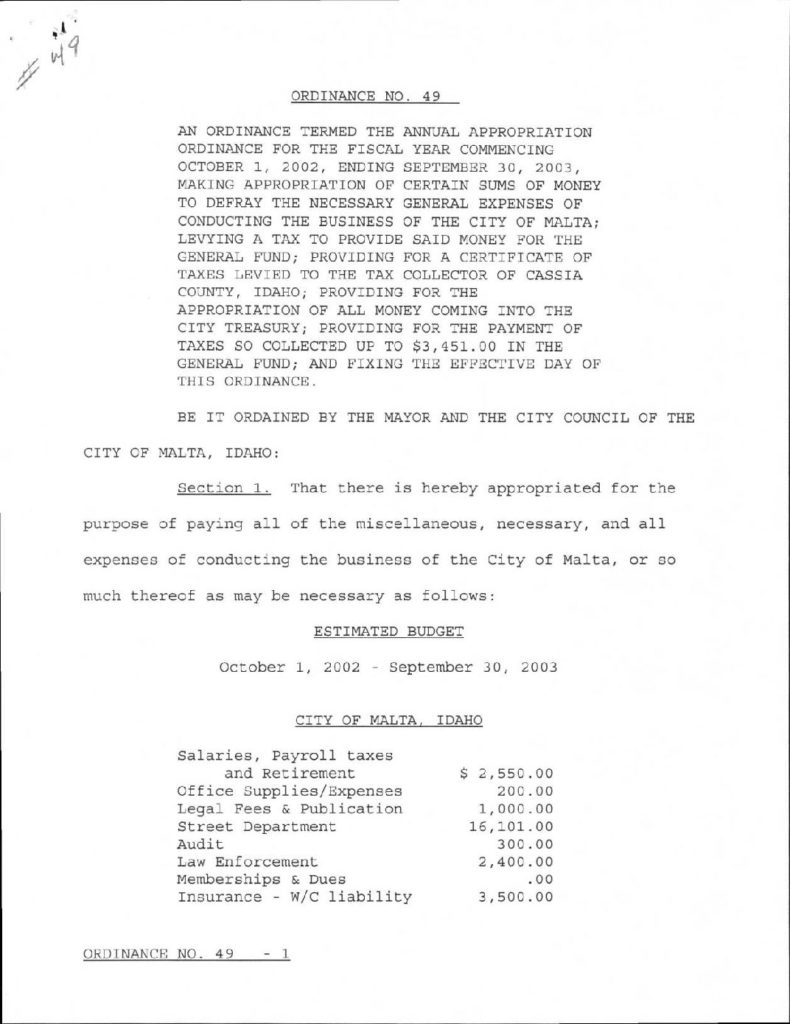 # 49
ORDINANCE NO. 49
AN ORDINANCE TERMED THE ANNUAL APPROPRIATION
ORDINANCE FOR THE FISCAL YEAR COMMENCING
OCTOBER 1, 2002, ENDING SEPTEMBER 30, 2003,
MAKING APPROPRIATION OF CERTAIN SUMS OF MONEY
TO DEFRAY THE NECESSARY GENERAL EXPENSES OF
CONDUCTING THE BUSINESS OF THE CITY OF MALTA;
LEVYING A TAX TO PROVIDE SAID MONEY FOR THE
GENERAL FUND; PROVIDING FOR A CERTIFICATE OF
TAXES LEVIED TO THE TAX COLLECTOR OF CASSIA
COUNTY, IDAHO; PROVIDING FOR THE
APPROPRIATION OF ALL MONEY COMING INTO THE
CITY TREASURY; PROVIDING FOR THE PAYMENT OF
TAXES SO COLLECTED UP TO $3,451.00 IN THE
GENERAL FUND; AND FIXING THE EFFECTIVE DAY OF
THIS ORDINANCE.
BE IT ORDAINED BY THE MAYOR AND THE CITY COUNCIL OF THE
CITY OF MALTA, IDAHO:
Section 1. That there is hereby appropriated for the
purpose of paying all of the miscellaneous, necessary, and all
expenses of conducting the business of the City of Malta, or so
much thereof as may be necessary as follows:
ESTIMATED BUDGET
October 1, 2002 - September 30, 2003
CITY OF MALTA, IDAHO
Salaries, Payroll taxes
and Retirement $ 2,550.00
Office Supplies/Expenses 200.00
Legal Fees & Publication 1,000.00
Street Department 16,101.00
Audit 300.00
Law Enforcement 2,400.00
Memberships & Dues .00
Insurance - W/C liability 3,500.00
ORDINANCE NO. 49 - 1